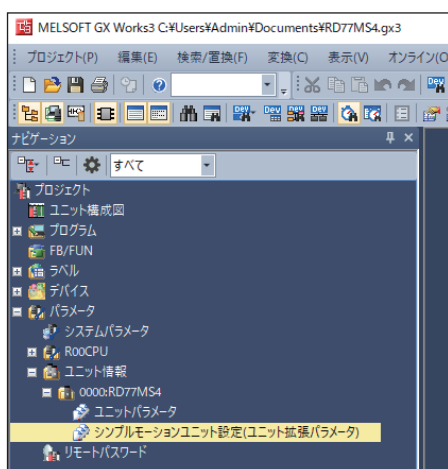 MELSOFT GX Works3 C:¥Users¥Admin¥Documents¥RD77MS4.gx3
プロジェクト(P) 編集(E) 検索/置換(F) 変換(C) 表示(V) オンライン(O
ナビゲーション
すべて
プロジェクト
ユニット構成図
プログラム
FB/FUN
ラベル
デバイス
パラメータ
システムパラメータ
R00CPU
ユニット情報
0000:RD77MS4
ユニットパラメータ
シンプルモーションユニット設定(ユニット拡張パラメータ)
リモートパスワード